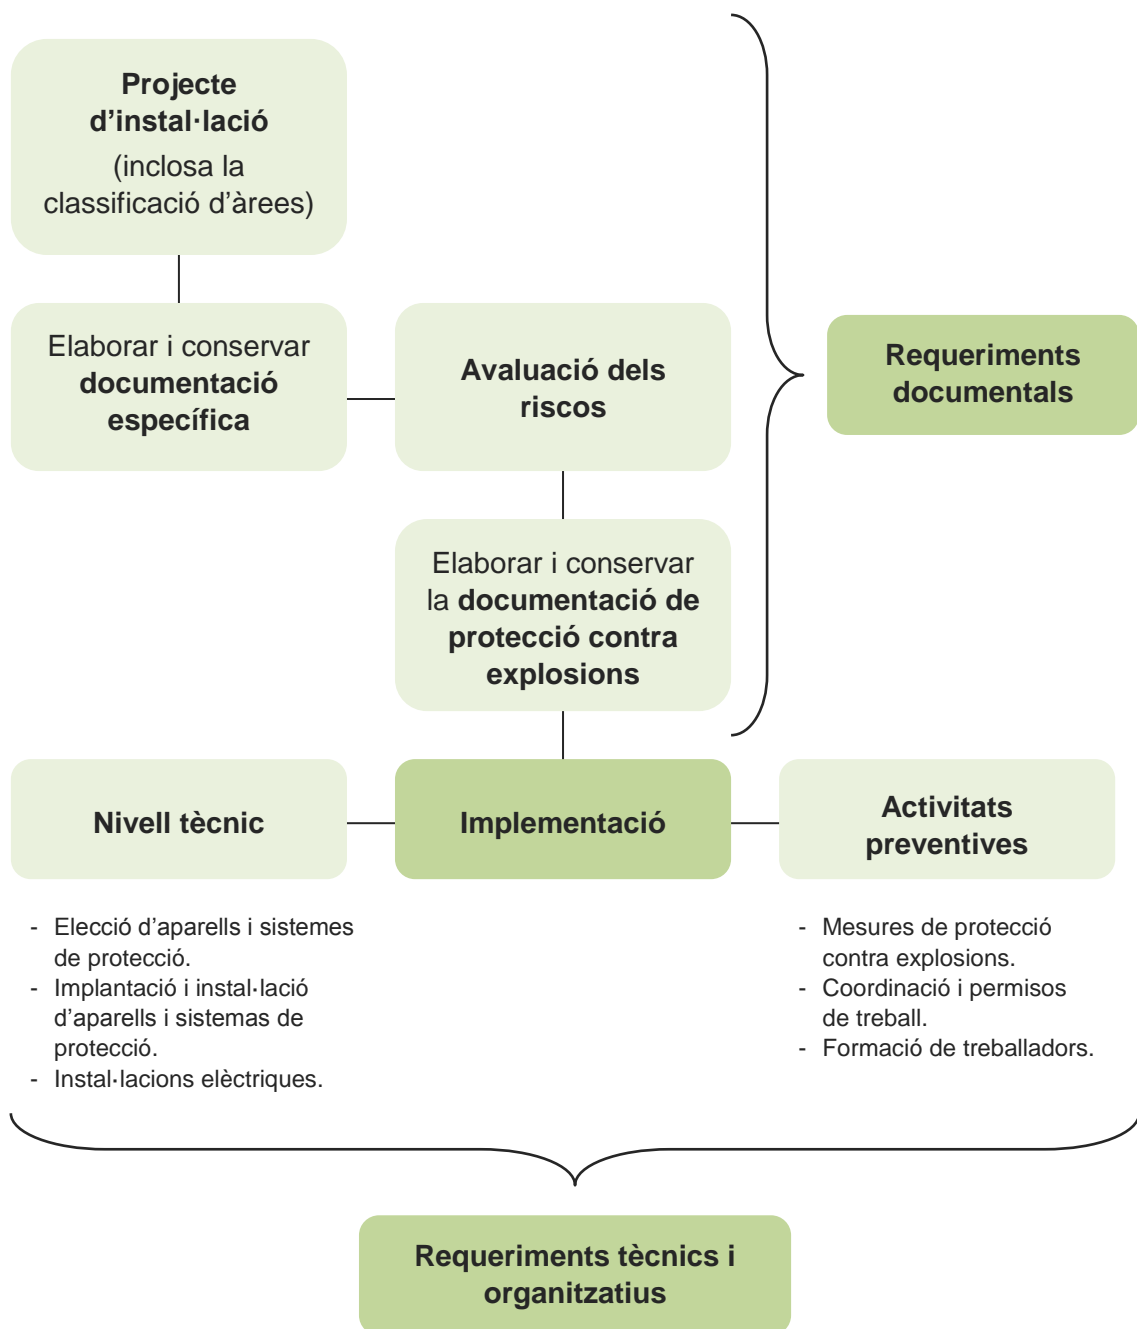 Projecte
d'instal·lació
(inclosa la
classificació d'àrees)
Elaborar i conservar
documentació
específica
Avaluació dels
riscos
Requeriments
documentals
Elaborar i conservar
la documentació de
protecció contra
explosions
Nivell tècnic
Implementació
Activitats
preventives
- Elecció d'aparells i sistemes
de protecció.
- Implantació i instal·lació
d'aparells i sistemas de
protecció.
- Instal·lacions elèctriques.
- Mesures de protecció
contra explosions.
- Coordinació i permisos
de treball.
- Formació de treballadors.
Requeriments tècnics i
organitzatius